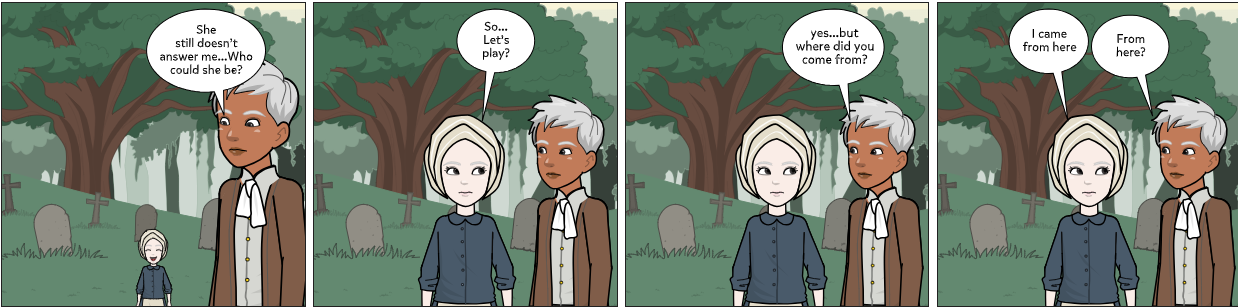 She
still doesn't
answer me...Who
could she be?
So...
Let's
play?
yes...but
where did you
come from?
I came
from here
From
here?